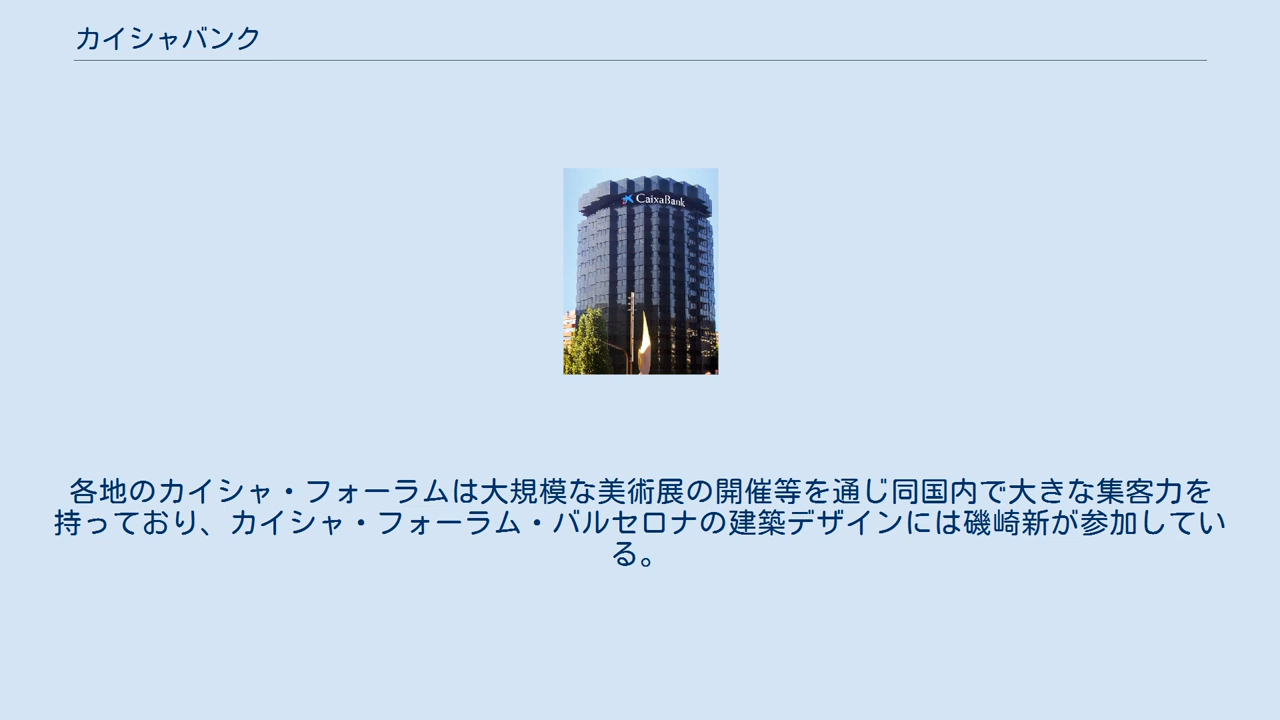 カイシャバンク
CaixaBank
各地のカイシャ・フォーラムは大規模な美術展の開催等を通じ同国内で大きな集客力を
持っており、カイシャ・フォーラム・バルセロナの建築デザインには磯崎新が参加してい
る。